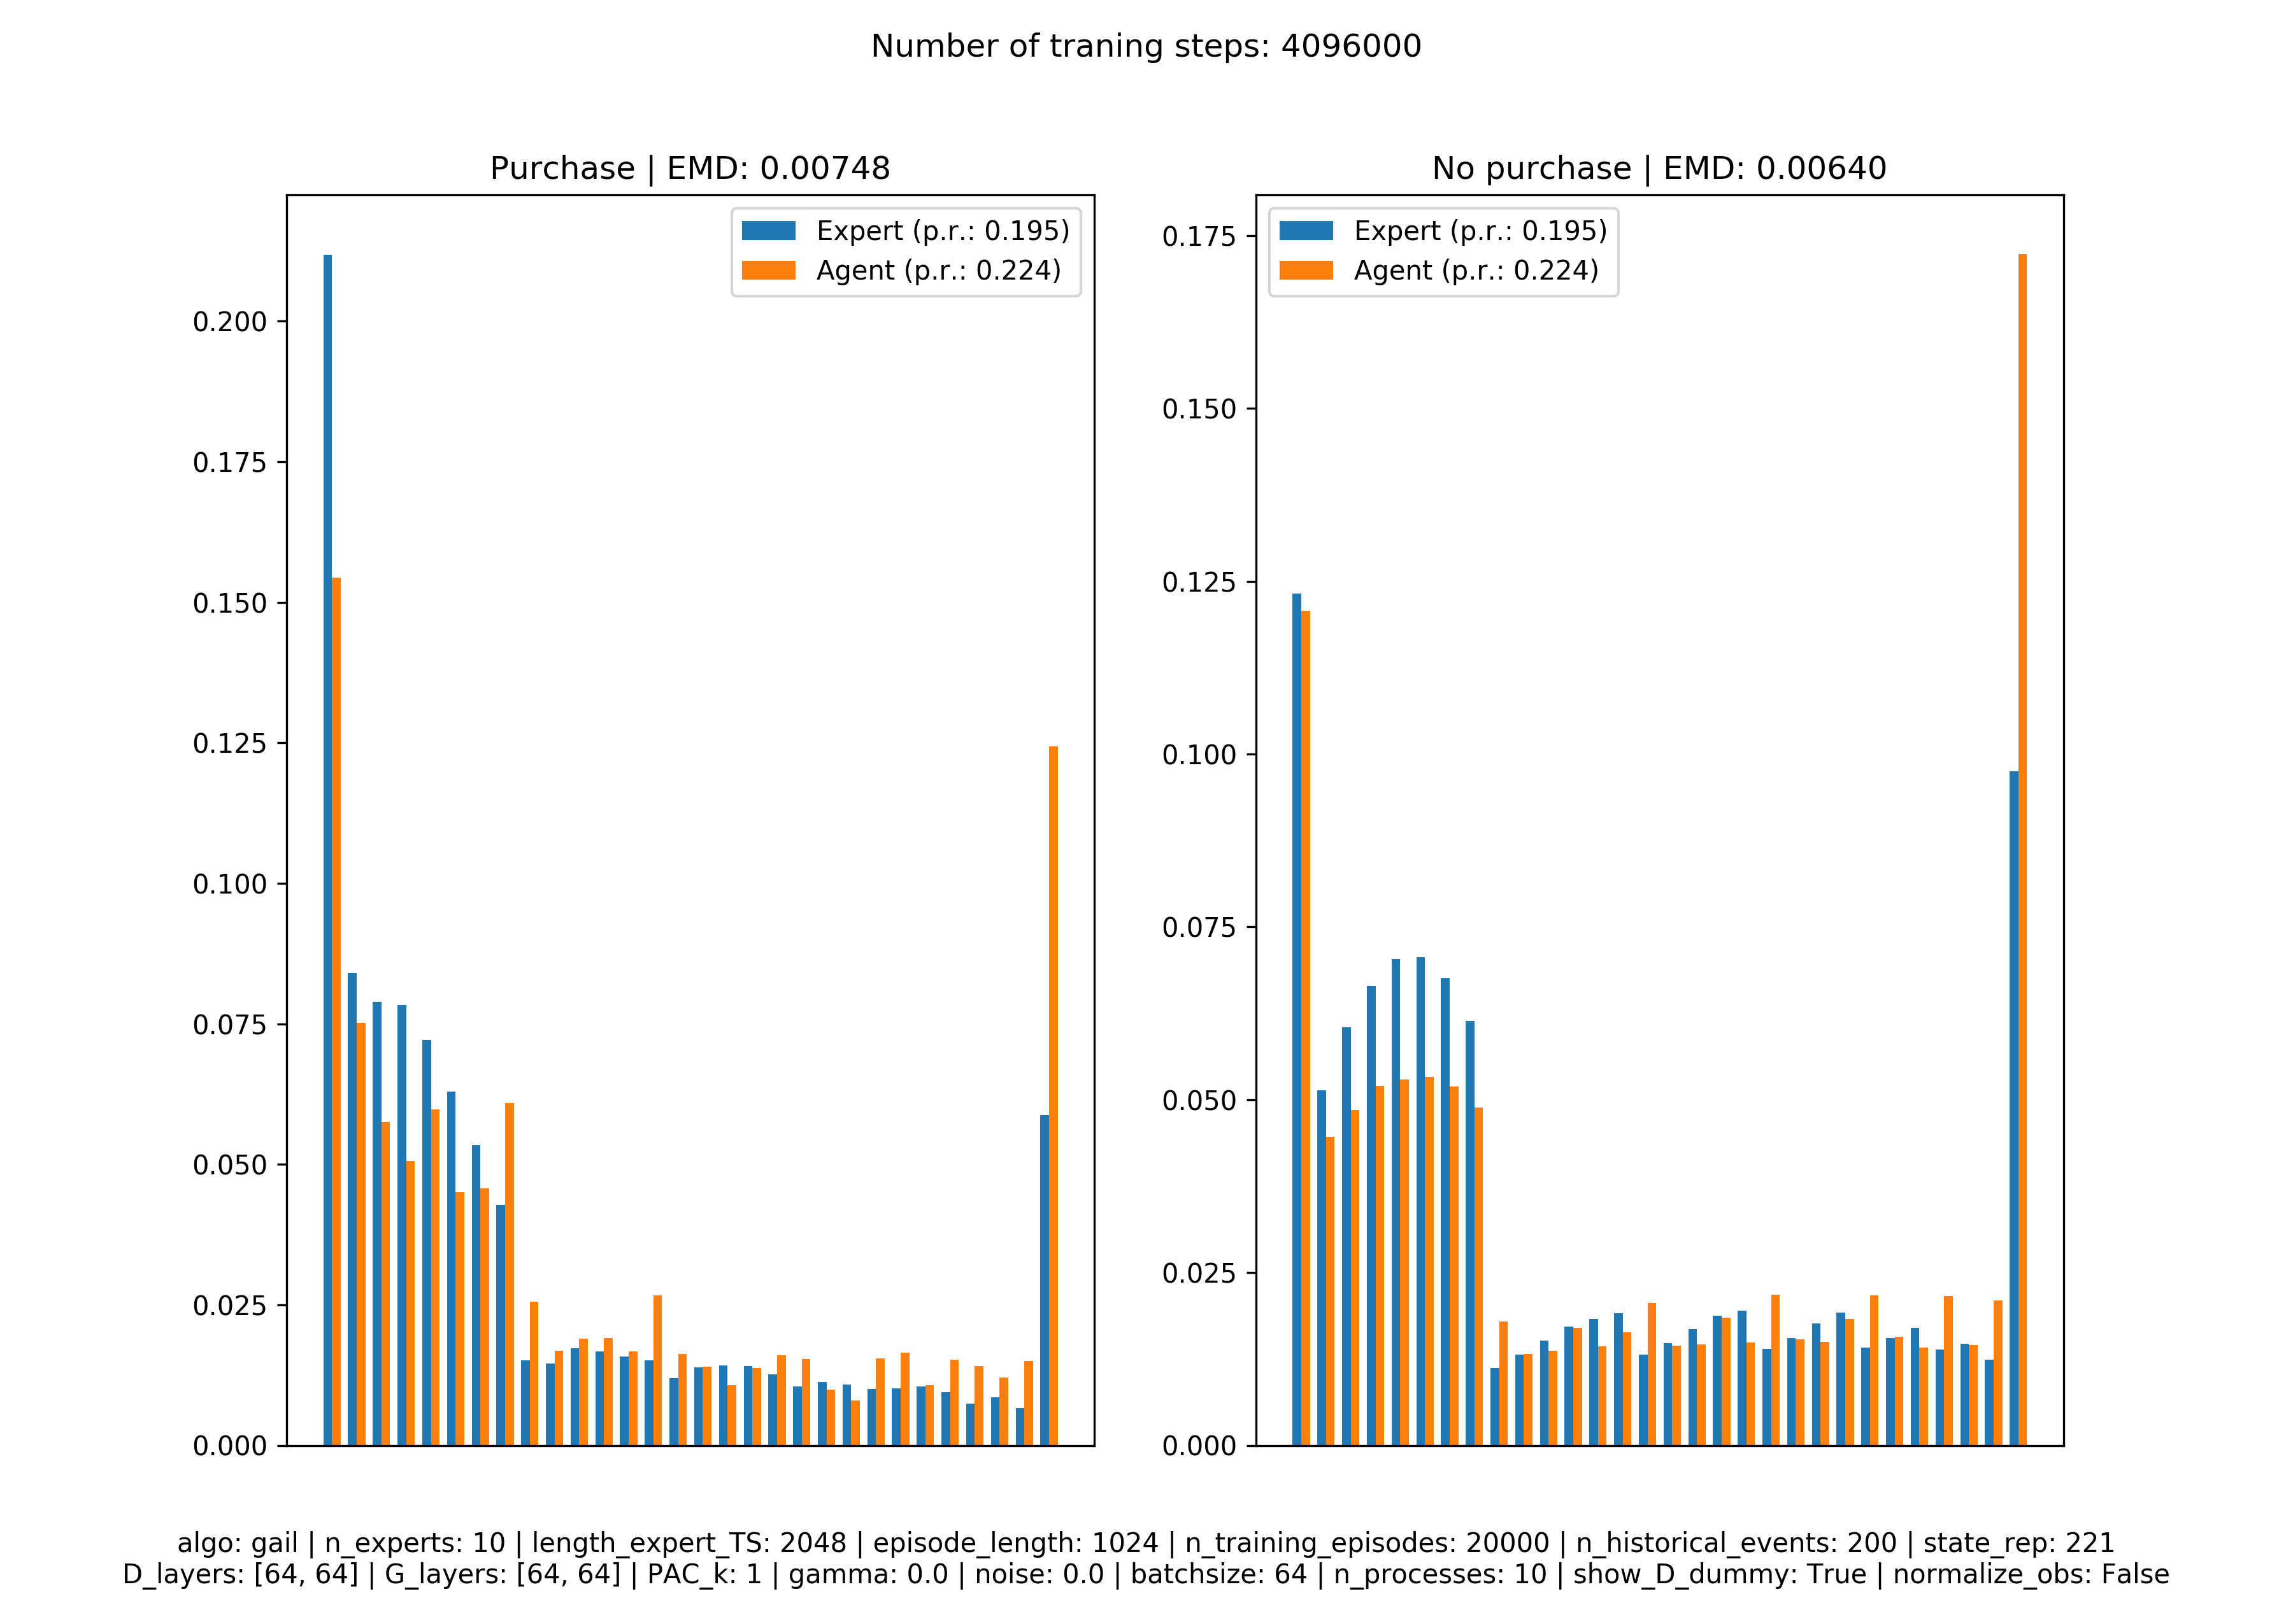 Number of traning steps: 4096000
Purchase | EMD: 0.00748
Expert (p.r.: 0.195)
Agent (p.r.: 0.224)
0.200
0.175
0.150
0.125
0.100
0.075
0.050
0.025
0.000
No purchase | EMD: 0.00640
Expert (p.r.: 0.195)
Agent (p.r.: 0.224)
0.175
0.150
0.125
0.100
0.075
0.050
0.025
0.000
algo: gail | n_experts: 10 | length_expert_TS: 2048 | episode_length: 1024 | n_training_episodes: 20000 | n_historical_events: 200 | state_rep: 221
D_layers: [64, 64] | G_layers: [64, 64] | PAC_k: 1 | gamma: 0.0 | noise: 0.0 | batchsize: 64 | n_processes: 10 | show_D_dummy: True | normalize_obs: False